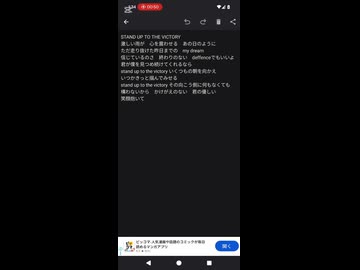 5:34
00:50
STAND UP TO THE VICTORY
激しい雨が 心を震わせる あの日のように
ただ走り抜けた昨日までの my dream
信じているのさ 終わりのない deffenceでもいいよ
君が僕を見つめ続けてくれるなら
stand up to the victory いくつもの朝を向かえ
いつかきっと掴んでみせる
stand up to the victory その向こう側に何もなくても
構わないから かけがえのない 君の優しい
笑顔抱いて
ピッコマ-人気漫画や話題のコミックが毎日
読めるマンガアプリ
開く